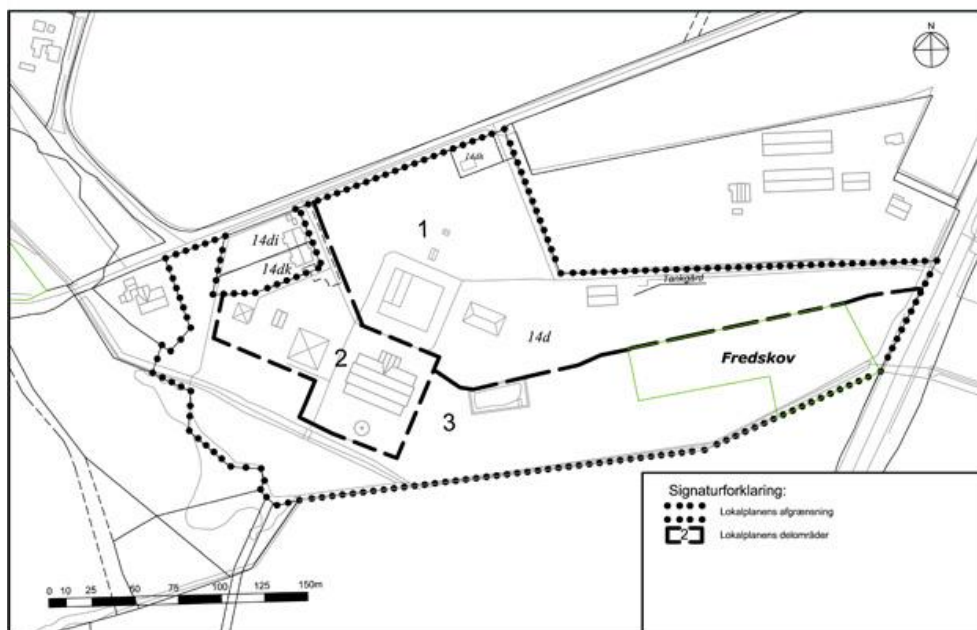 N
14dh
1
14di
14dk
Tankgård
14d
Fredskov
2
3
Signaturforklaring:
Lokalplanens afgrænsning
2 Lokalplanens delområder
0 10 25 50 75 100 125 150m